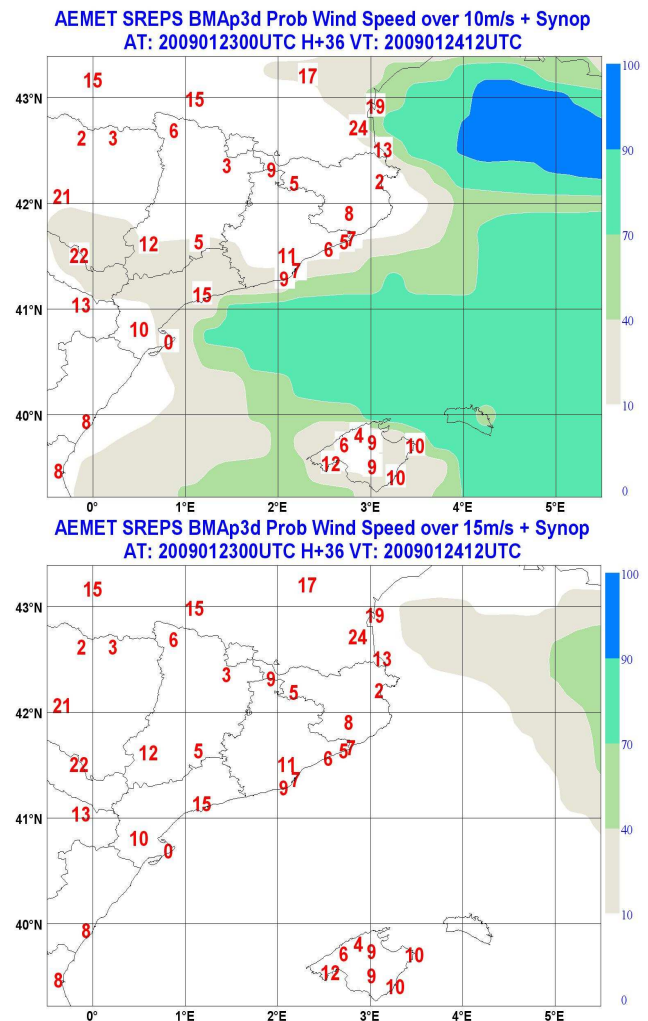 AEMET SREPS BMAp3d Prob Wind Speed over 10m/s + Synop
AT: 2009012300UTC H+36 VT: 2009012412UTC
100
15 17
43°N 15 19
6 24
2 3
13 90
3 9
5 2
21
42°N 8
70
12 5 6 5 7
22 11
9 7
15
13
41°N
40
10
0
10
40°N 8
6 4 9 10
12 9
8 10
0
0° 1°E 2°E 3°E 4°E 5°E
AEMET SREPS BMAp3d Prob Wind Speed over 15m/s + Synop
AT: 2009012300UTC H+36 VT: 2009012412UTC
100
15 17
43°N 15 19
6 24
2 3
13 90
3 9
5 2
21
42°N 8
70
12 5 6 5 7
22 11
9 7
15
13
41°N
40
10
0
10
40°N 8
6 4 9 10
12 9
8 10
0
0° 1°E 2°E 3°E 4°E 5°E